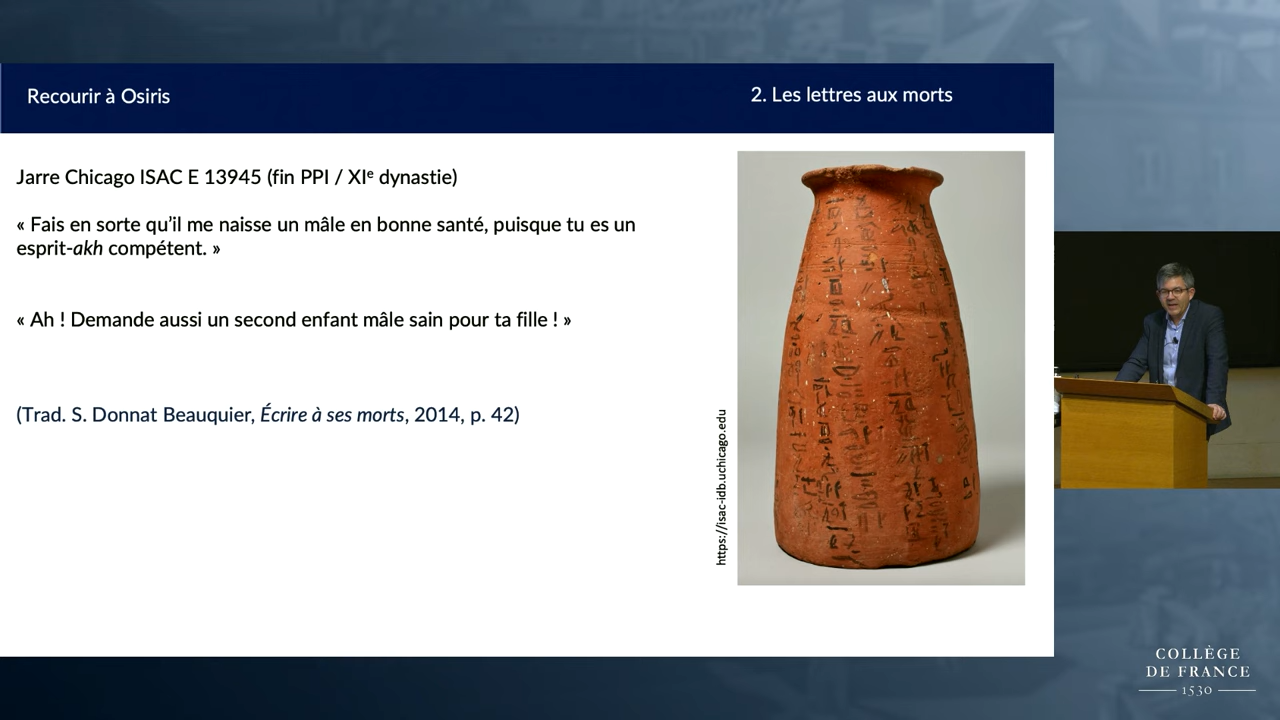 Recourir à Osiris
2. Les lettres aux morts
Jarre Chicago ISAC E 13945 (fin PPI / XIᵉ dynastie)
« Fais en sorte qu’il me naisse un mâle en bonne santé, puisque tu es un
esprit-akh compétent. »
« Ah ! Demande aussi un second enfant mâle sain pour ta fille ! »
(Trad. S. Donnat Beauquier, Écrire à ses morts, 2014, p. 42)
https://isac-idb.uchicago.edu
COLLÈGE
DE FRANCE
1530